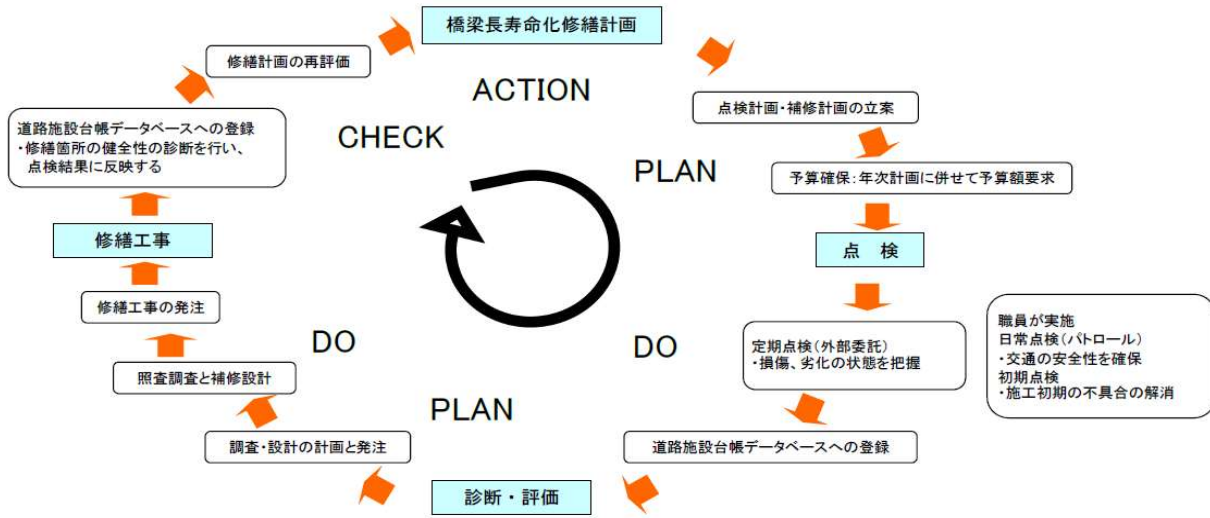 橋梁長寿命化修繕計画
ACTION
点検計画・補修計画の立案
PLAN
予算確保:年次計画に併せて予算額要求
点　検
職員が実施
日常点検(パトロール)
・交通の安全性を確保
初期点検
・施工初期の不具合の解消
定期点検(外部委託)
・損傷、劣化の状態を把握
DO
道路施設台帳データベースへの登録
診断・評価
PLAN
調査・設計の計画と発注
照査調査と補修設計
DO
修繕工事の発注
修繕工事
道路施設台帳データベースへの登録
・修繕箇所の健全性の診断を行い、
点検結果に反映する
CHECK
修繕計画の再評価